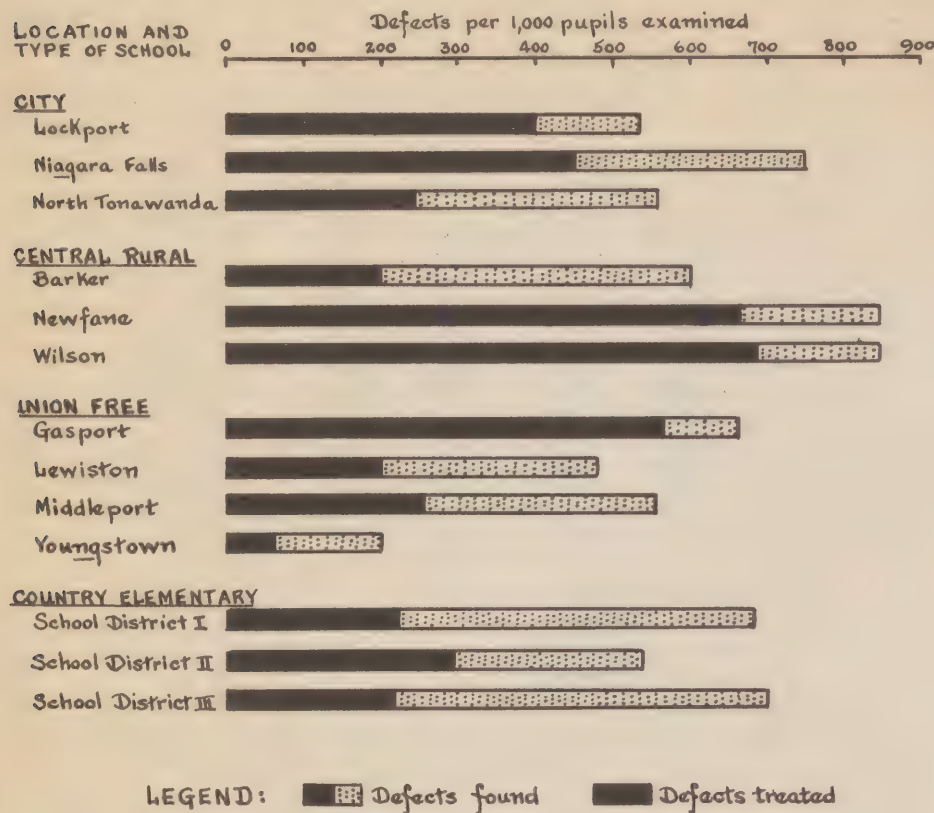 LOCATION AND
TYPE OF SCHOOL
Defects per 1,000 pupils examined
0 100 200 300 400 500 600 700 800 900
CITY
Lockport
Niagara Falls
North Tonawanda
CENTRAL RURAL
Barker
Newfane
Wilson
UNION FREE
Gasport
Lewiston
Middleport
Youngstown
COUNTRY ELEMENTARY
School District I
School District II
School District III
LEGEND: Defects found Defects treated